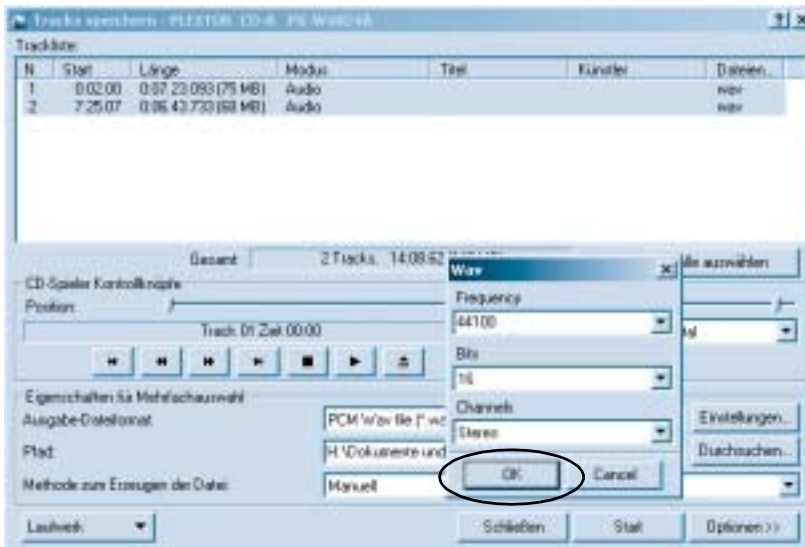 Tracks speichern - PLEXTOR CD-R PX-W4824A
Trackliste:
N Start Länge Modus Titel Künstler Dateien...
1 0:02.00 0:07.23.093 (75 MB) Audio wav
2 7:25.07 0:06.43.733 (68 MB) Audio wav
Gesamt 2 Tracks, 14:08:62
Alle auswählen
CD-Spieler Kontrollknöpfe
Position:
Track 01 Zeit 00:00
Eigenschaften für Mehrfachauswahl
Ausgabe-Dateiformat: PCM Wav file (*.wa
Einstellungen...
Pfad: H:\Dokumente und
Durchsuchen...
Methode zum Erzeugen der Datei: Manuell
Laufwerk Schließen Start Optionen >>
Wav
Frequency
44100
Bits
16
Channels
Stereo
OK Cancel